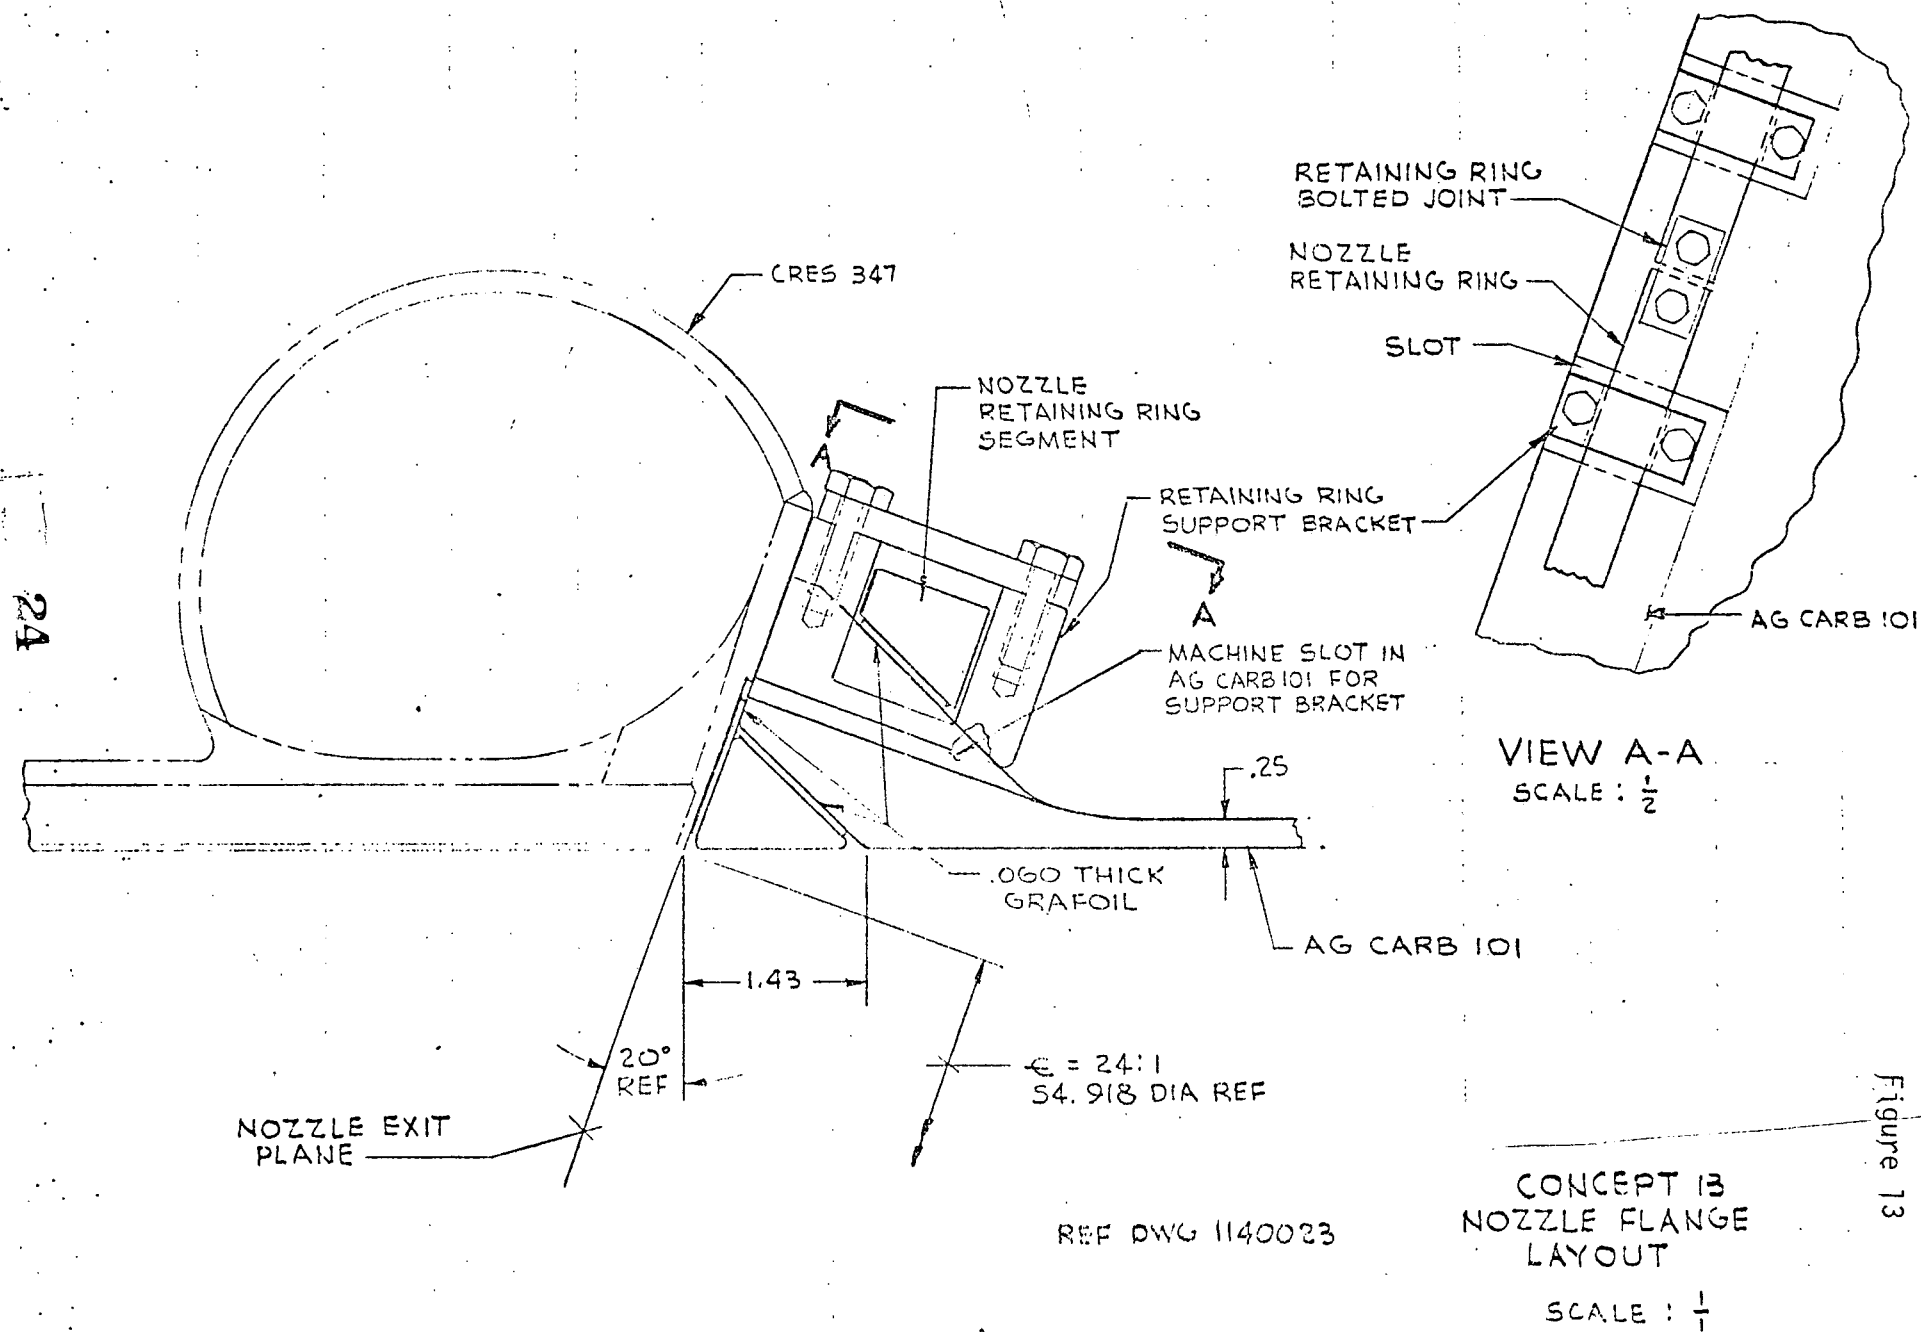 RETAINING RING
BOLTED JOINT
NOZZLE
RETAINING RING
SLOT
CRES 347
NOZZLE
RETAINING RING
SEGMENT
A
RETAINING RING
SUPPORT BRACKET
A
MACHINE SLOT IN
AG CARB 101 FOR
SUPPORT BRACKET
AG CARB 101
VIEW A-A
SCALE : 1/2
24
.25
.060 THICK
GRAFOIL
AG CARB 101
1.43
20°
REF
ϵ = 24:1
54.918 DIA REF
NOZZLE EXIT
PLANE
REF DWG 1140023
CONCEPT 13
NOZZLE FLANGE
LAYOUT
SCALE : 1/1
Figure 13